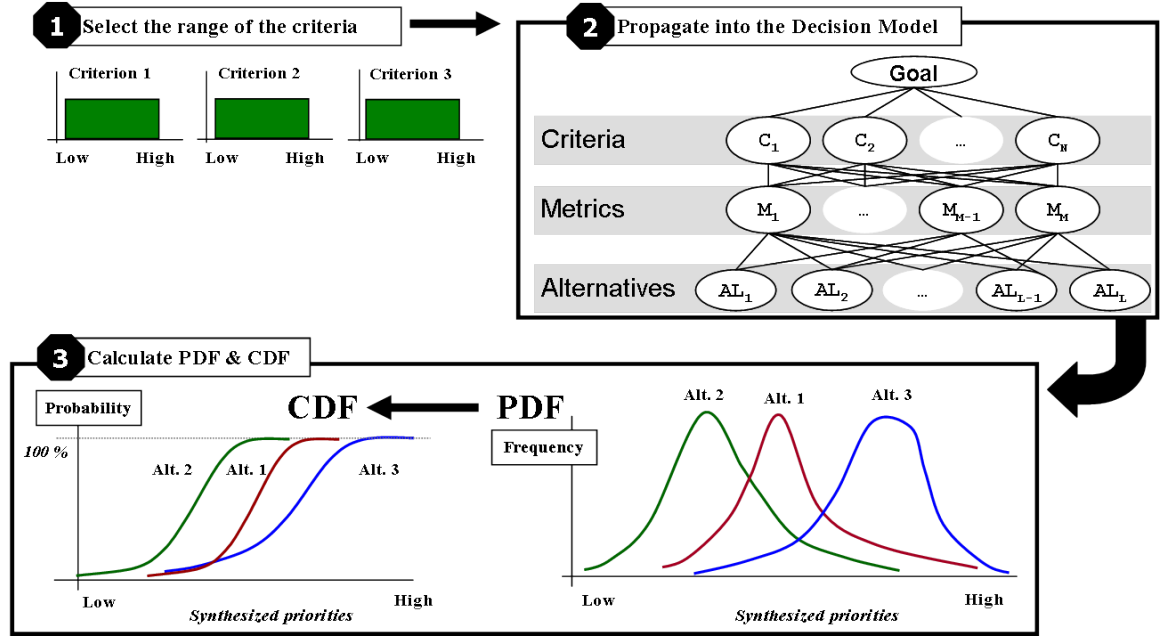 1 Select the range of the criteria
Criterion 1
Criterion 2
Criterion 3
Low High
Low High
Low High
2 Propagate into the Decision Model
Goal
Criteria C1 C2 ... CN
Metrics M1 ... MM-1 MM
Alternatives AL1 AL2 ... ALL-1 ALL
3 Calculate PDF & CDF
Probability
CDF
100 %
Alt. 2
Alt. 1
Alt. 3
Low
High
Synthesized priorities
PDF
Frequency
Alt. 2
Alt. 1
Alt. 3
Low
High
Synthesized priorities